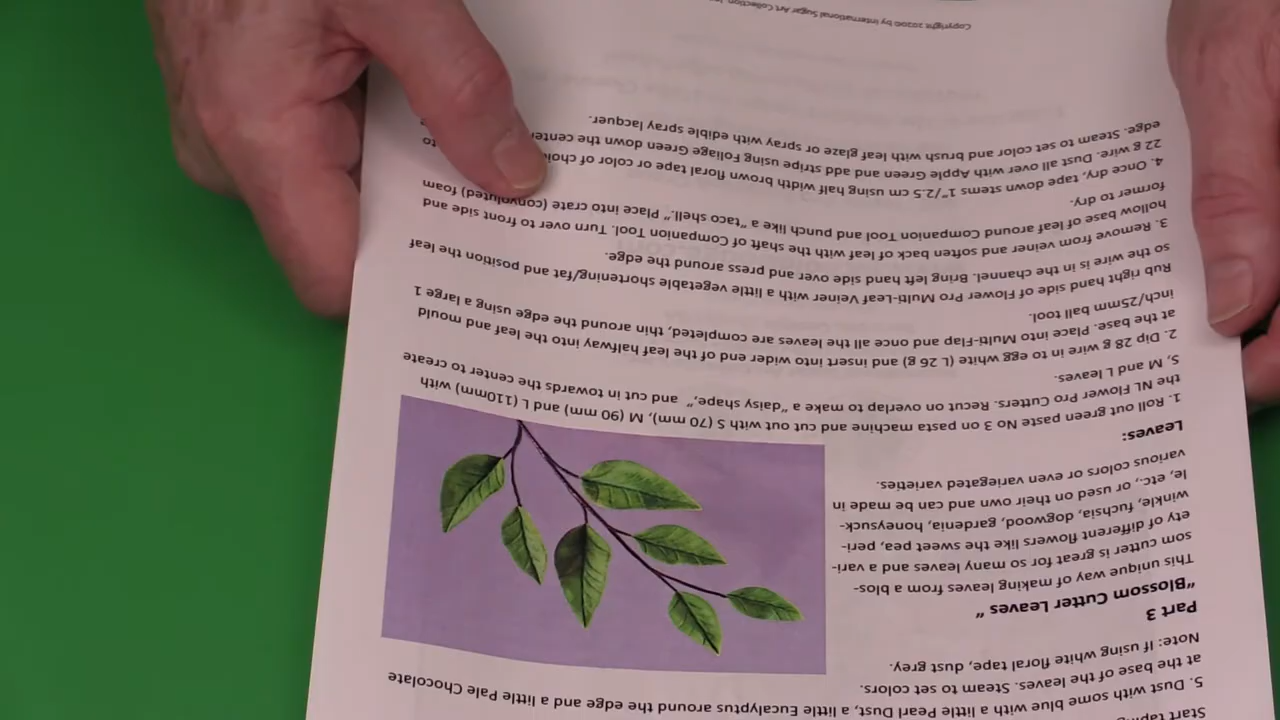 Start taping
5. Dust with some blue with a little Pearl Dust, a little Eucalyptus around the edge and a little Pale Chocolate
at the base of the leaves. Steam to set colors.
Note: If using white floral tape, dust grey.
Part 3
"Blossom Cutter Leaves "
This unique way of making leaves from a blos-
som cutter is great for so many leaves and a vari-
ety of different flowers like the sweet pea, peri-
winkle, fuchsia, dogwood, gardenia, honeysuck-
le, etc., or used on their own and can be made in
various colors or even variegated varieties.
Leaves:
1. Roll out green paste No 3 on pasta machine and cut out with S (70 mm), M (90 mm) and L (110mm) with
the NL Flower Pro Cutters. Recut on overlap to make a "daisy shape," and cut in towards the center to create
S, M and L leaves.
2. Dip 28 g wire in to egg white (L 26 g) and insert into wider end of the leaf halfway into the leaf and mould
at the base. Place into Multi-Flap and once all the leaves are completed, thin around the edge using a large 1
inch/25mm ball tool.
Rub right hand side of Flower Pro Multi-Leaf Veiner with a little vegetable shortening/fat and position the leaf
so the wire is in the channel. Bring left hand side over and press around the edge.
3. Remove from veiner and soften back of leaf with the shaft of Companion Tool. Turn over to front side and
hollow base of leaf around Companion Tool and punch like a "taco shell." Place into crate (convoluted) foam
former to dry.
4. Once dry, tape down stems 1"/2.5 cm using half width brown floral tape or color of choi to
22 g wire. Dust all over with Apple Green and add stripe using Foliage Green down the center
edge. Steam to set color and brush with leaf glaze or spray with edible spray lacquer.
Copyright 2020© by International Sugar Art Collection